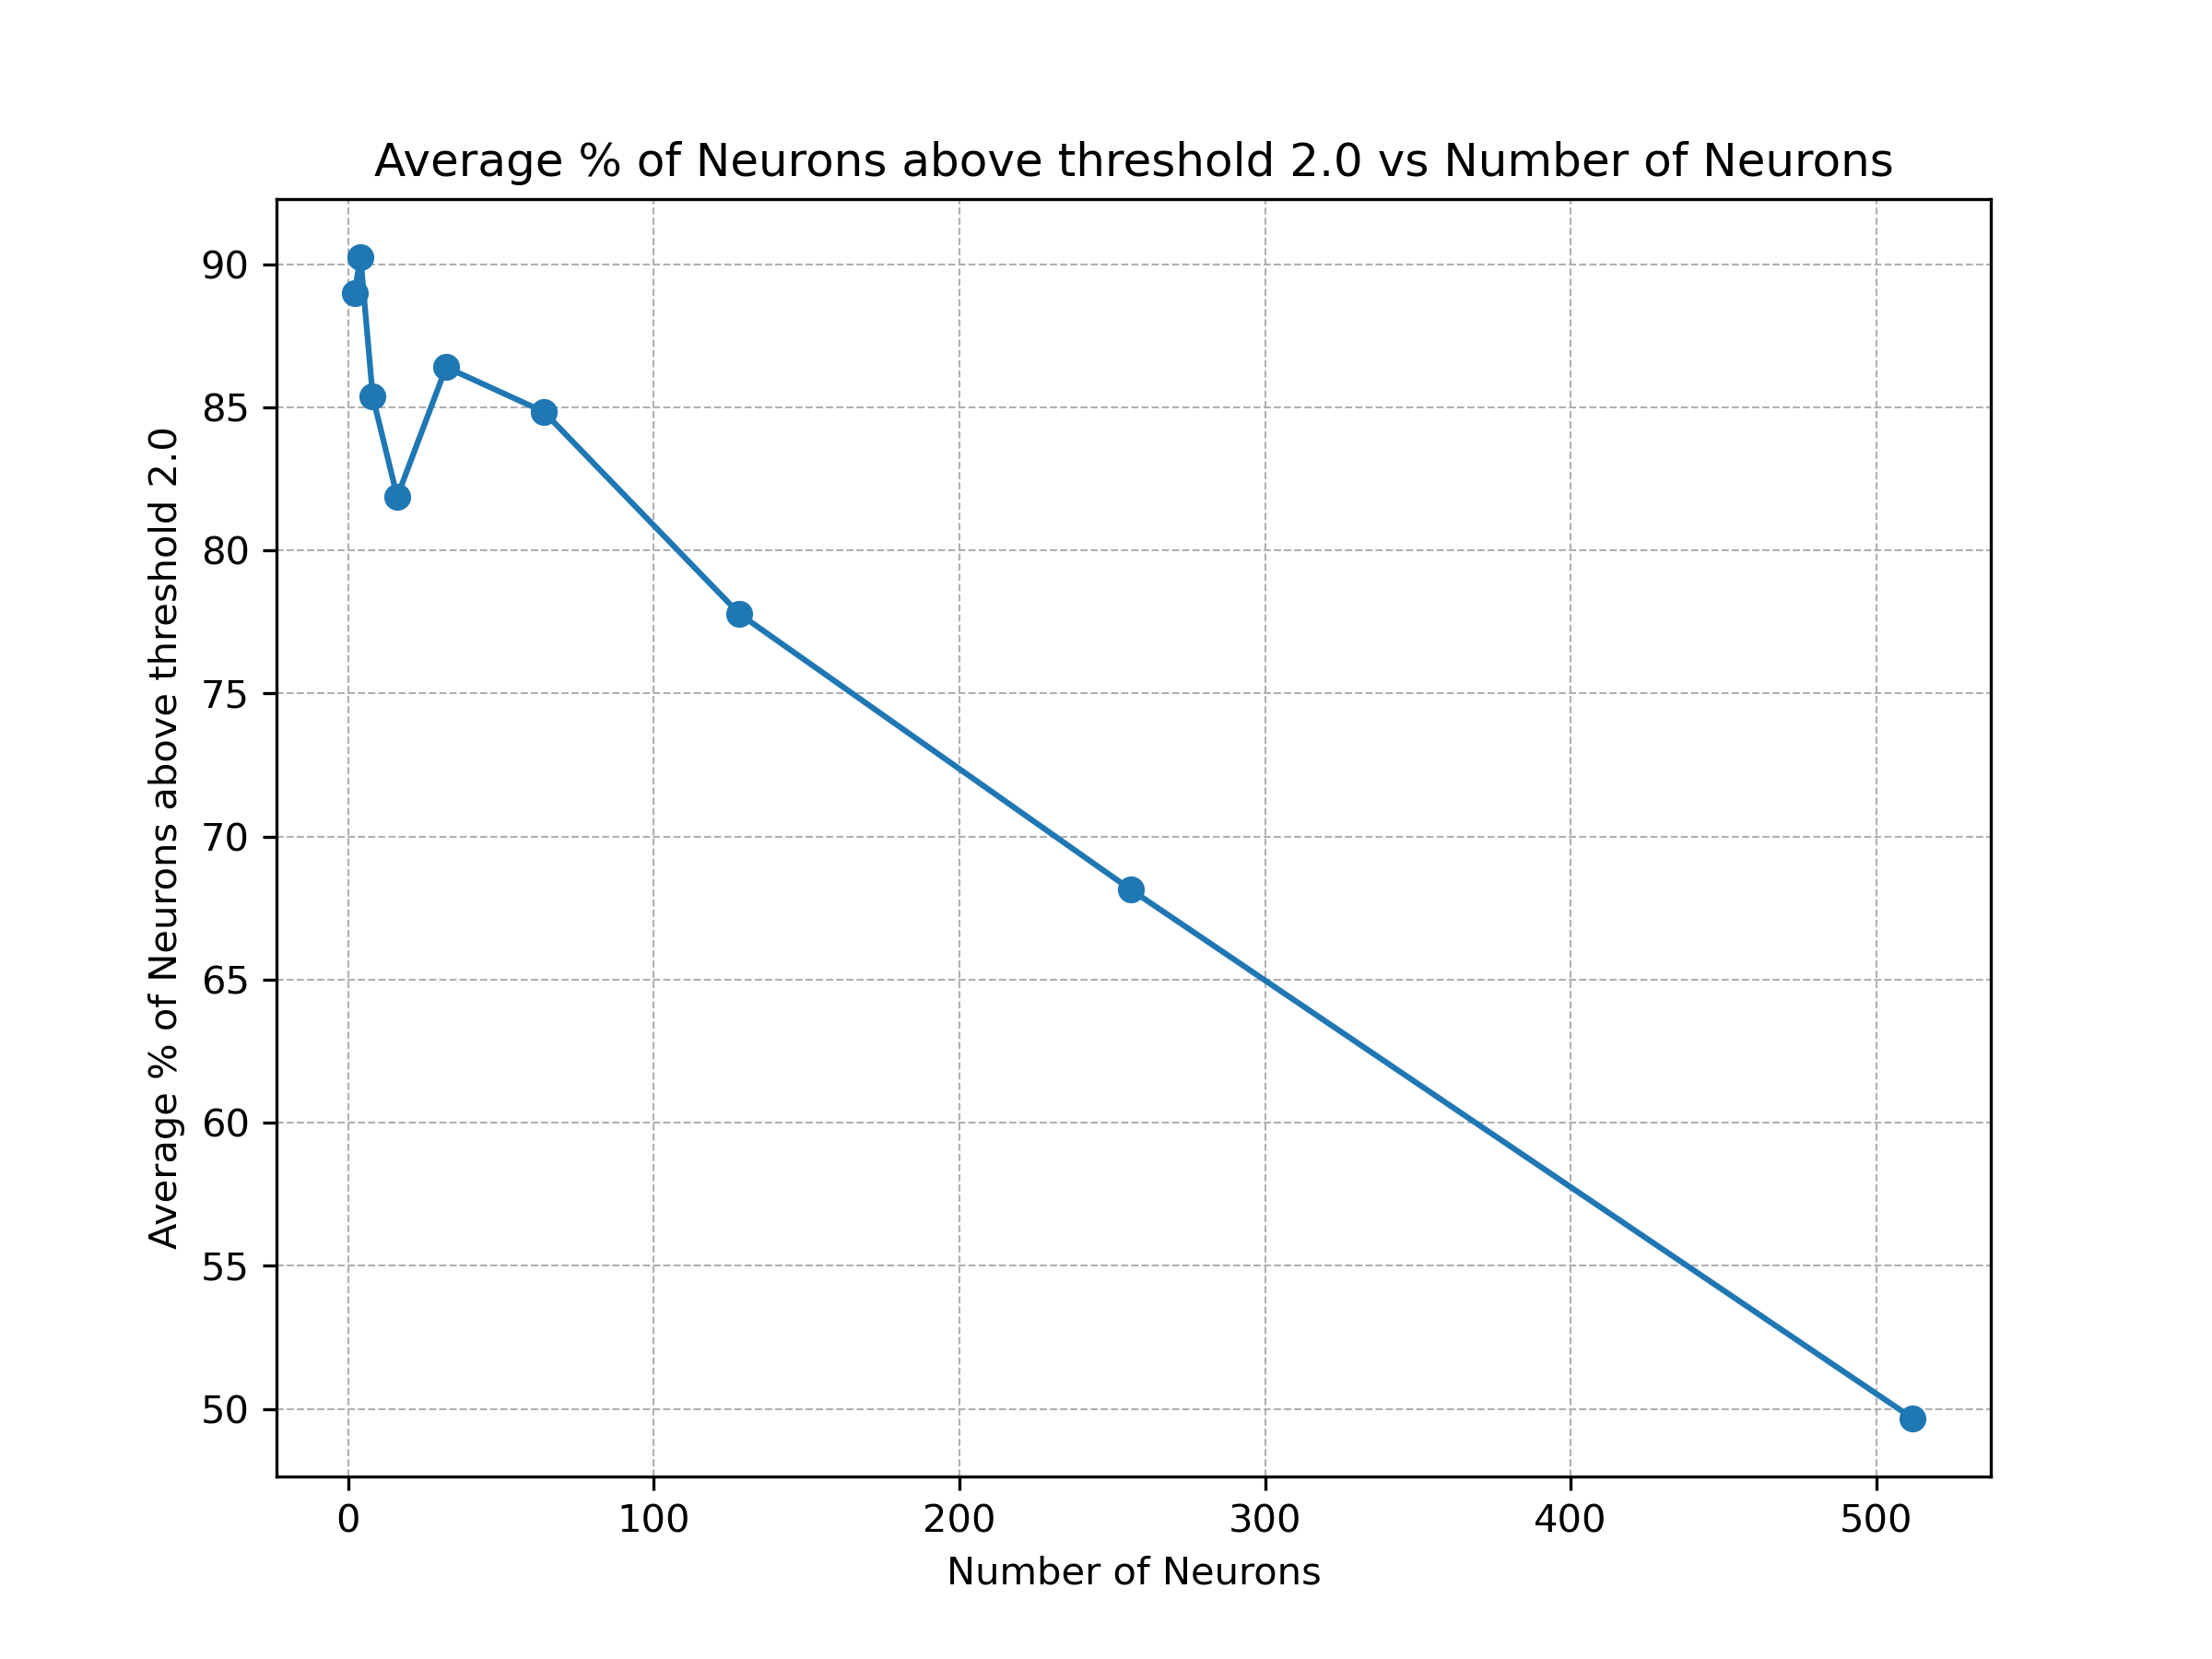 Average % of Neurons above threshold 2.0 vs Number of Neurons
Average % of Neurons above threshold 2.0
90
85
80
75
70
65
60
55
50
0 100 200 300 400 500
Number of Neurons